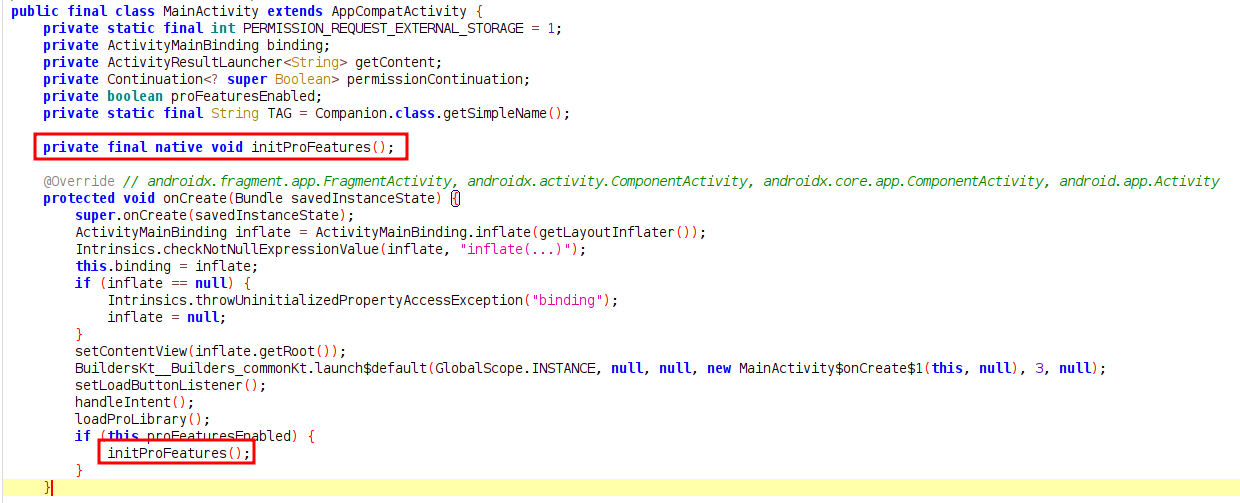 public final class MainActivity extends AppCompatActivity {
    private static final int PERMISSION_REQUEST_EXTERNAL_STORAGE = 1;
    private ActivityMainBinding binding;
    private ActivityResultLauncher<String> getContent;
    private Continuation<? super Boolean> permissionContinuation;
    private boolean proFeaturesEnabled;
    private static final String TAG = Companion.class.getSimpleName();
    private final native void initProFeatures();
    @Override // androidx.fragment.app.FragmentActivity, androidx.activity.ComponentActivity, androidx.core.app.ComponentActivity, android.app.Activity
    protected void onCreate(Bundle savedInstanceState) {
        super.onCreate(savedInstanceState);
        ActivityMainBinding inflate = ActivityMainBinding.inflate(getLayoutInflater());
        Intrinsics.checkNotNullExpressionValue(inflate, "inflate(...)");
        this.binding = inflate;
        if (inflate == null) {
            Intrinsics.throwUninitializedPropertyAccessException("binding");
            inflate = null;
        }
        setContentView(inflate.getRoot());
        BuildersKt__Builders_commonKt.launch$default(GlobalScope.INSTANCE, null, null, new MainActivity$onCreate$1(this, null), 3, null);
        setLoadButtonListener();
        handleIntent();
        loadProLibrary();
        if (this.proFeaturesEnabled) {
            initProFeatures();
        }
    }